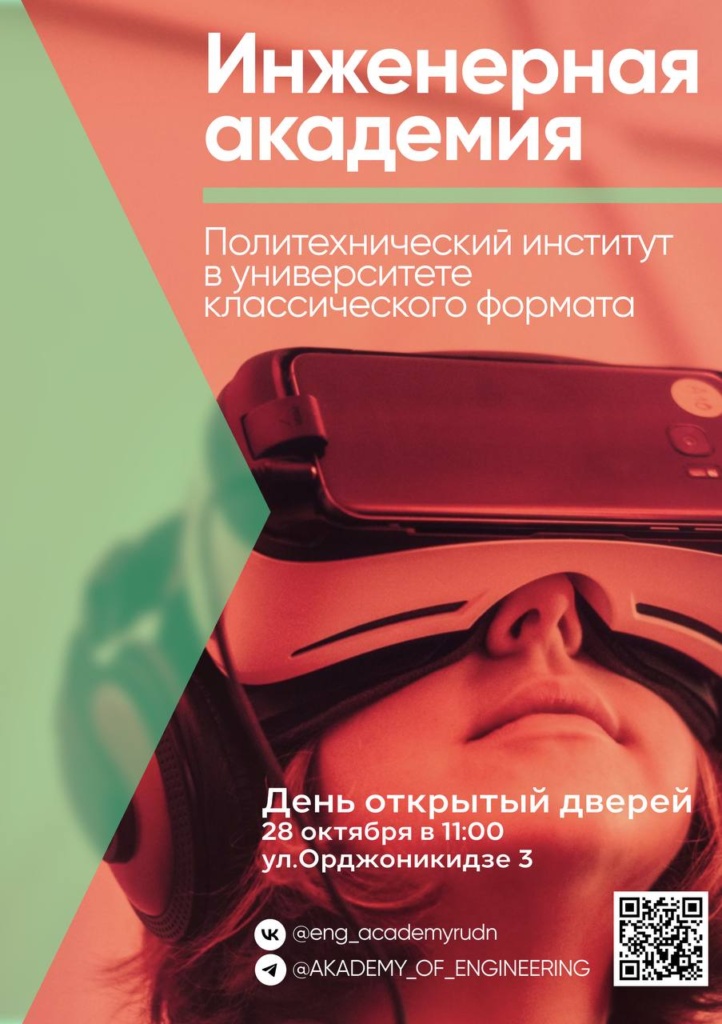 Инженерная
академия
Политехнический институт
в университете
классического формата
День открытый дверей
28 октября в 11:00
ул.Орджоникидзе 3
@eng_academyrudn
@AKADEMY_OF_ENGINEERING